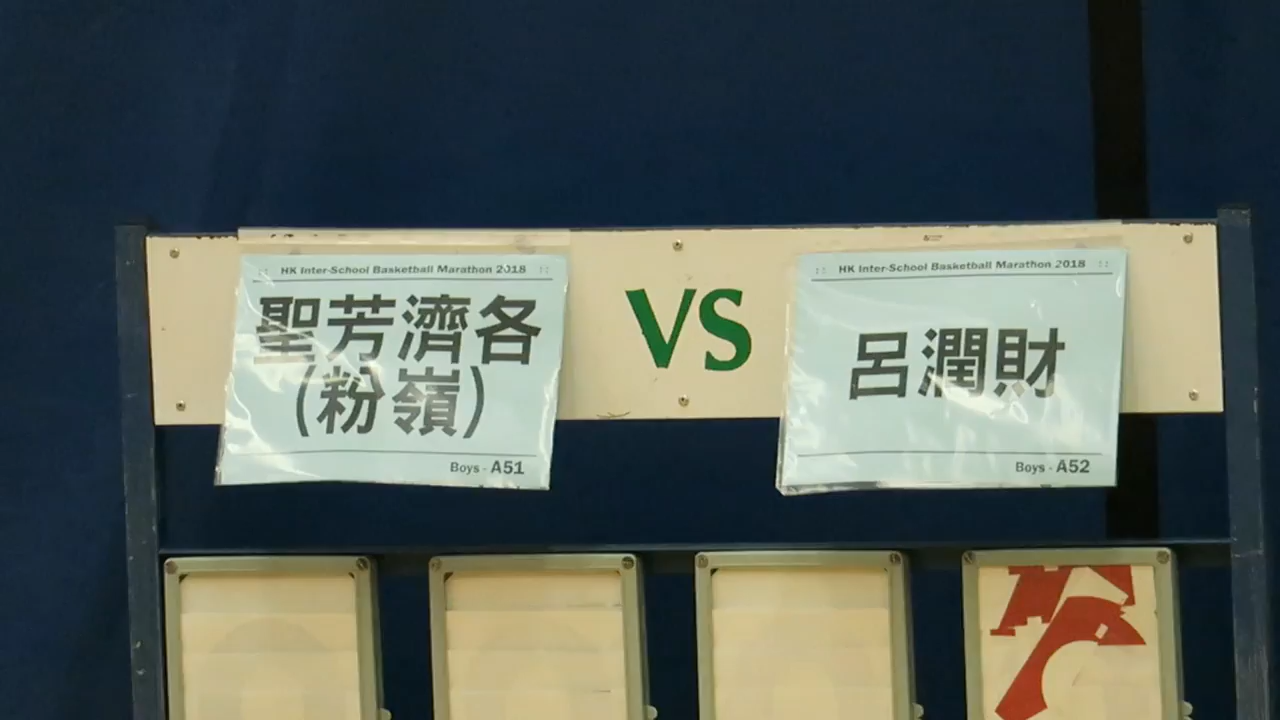 HK Inter-School Basketball Marathon 2018
聖芳濟各
(粉嶺)
Boys - A51
VS
HK Inter-School Basketball Marathon 2018
呂潤財
Boys - A52